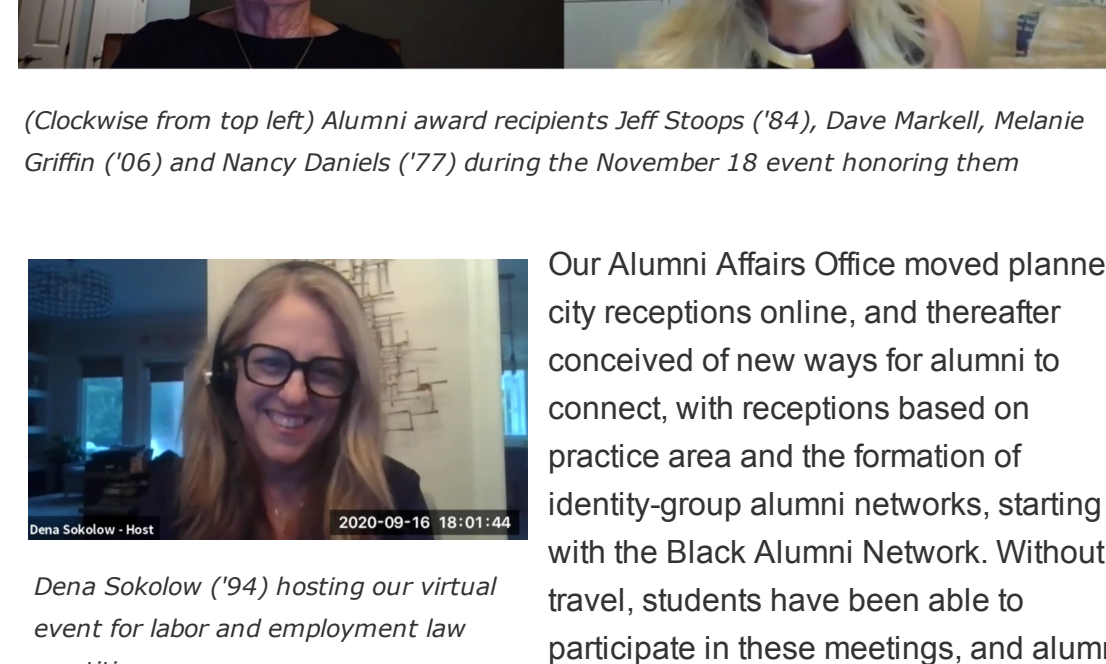 (Clockwise from top left) Alumni award recipients Jeff Stoops ('84), Dave Markell, Melanie
Griffin ('06) and Nancy Daniels ('77) during the November 18 event honoring them
Dena Sokolow - Host
2020-09-16 18:01:44
Dena Sokolow ('94) hosting our virtual
event for labor and employment law
Our Alumni Affairs Office moved
city receptions online, and thereafter
conceived of new ways for alumni to
connect, with receptions based on
practice area and the formation of
identity-group alumni networks, starting
with the Black Alumni Network. Without
travel, students have been able to
participate in these meetings, and